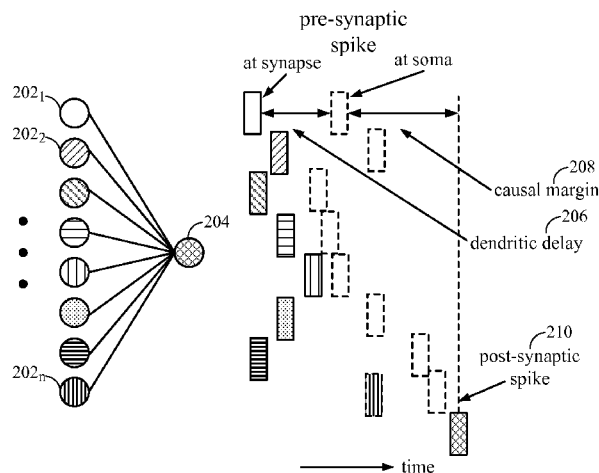 pre-synaptic
spike
at synapse
at soma
202₁
202₂
204
208
causal margin
206
dendritic delay
210
post-synaptic
spike
202ₙ
time